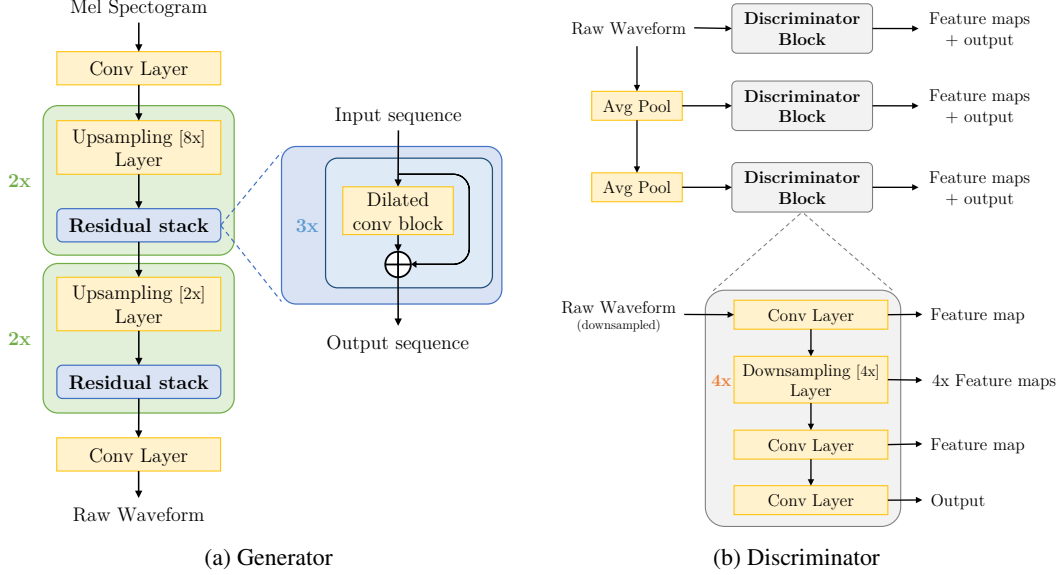 Mel Spectogram
Conv Layer
2x
Upsampling [8x]
Layer
Residual stack
2x
Upsampling [2x]
Layer
Residual stack
Conv Layer
Raw Waveform
Input sequence
3x
Dilated
conv block
Output sequence
(a) Generator
Raw Waveform
Discriminator
Block
Feature maps
+ output
Avg Pool
Discriminator
Block
Feature maps
+ output
Avg Pool
Discriminator
Block
Feature maps
+ output
Raw Waveform
(downsampled)
Conv Layer
Feature map
4x
Downsampling [4x]
Layer
4x Feature maps
Conv Layer
Feature map
Conv Layer
Output
(b) Discriminator